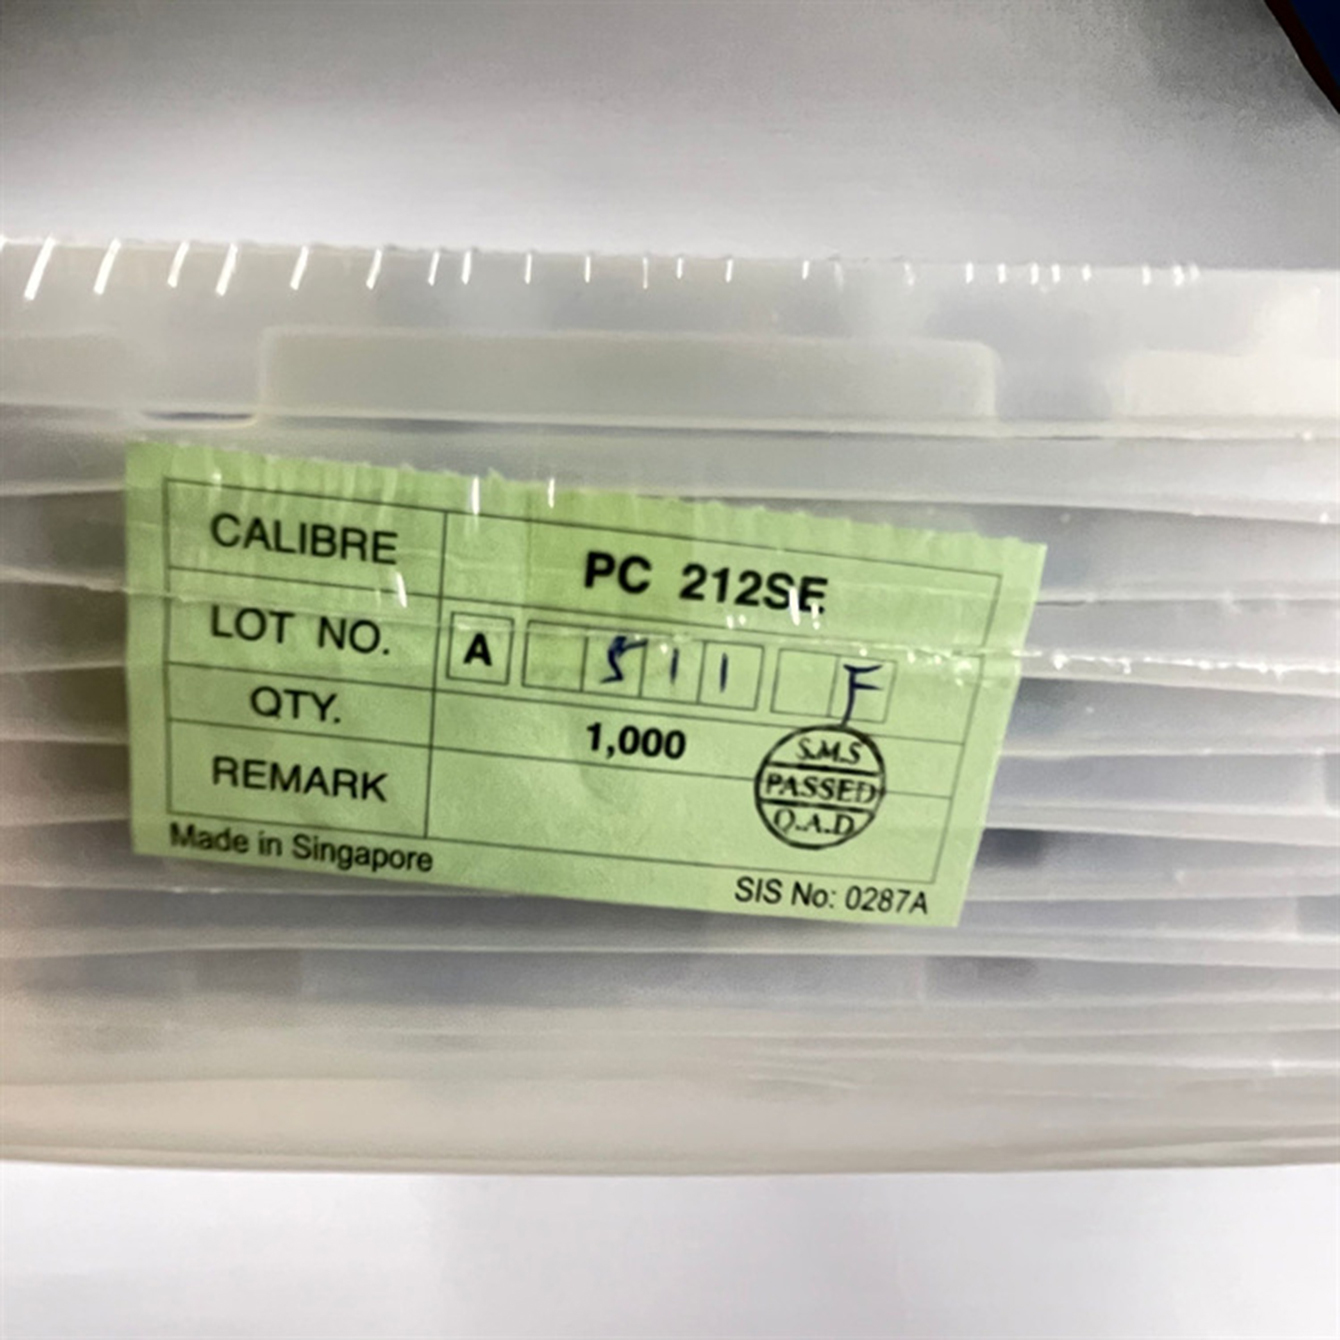 CALIBRE PC 212SE
LOT NO. A 511 F
QTY. 1,000
REMARK
S.M.S
PASSED
Q.A.D
Made in Singapore
SIS No: 0287A